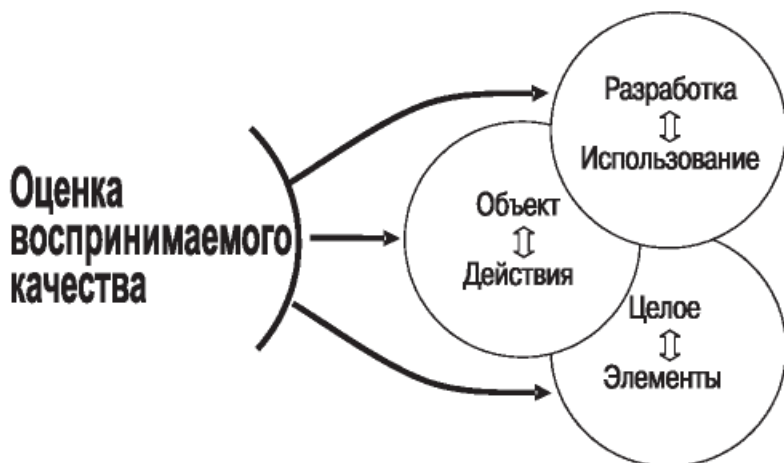 Оценка
воспринимаемого
качества
Разработка
Использование
Объект
Действия
Целое
Элементы